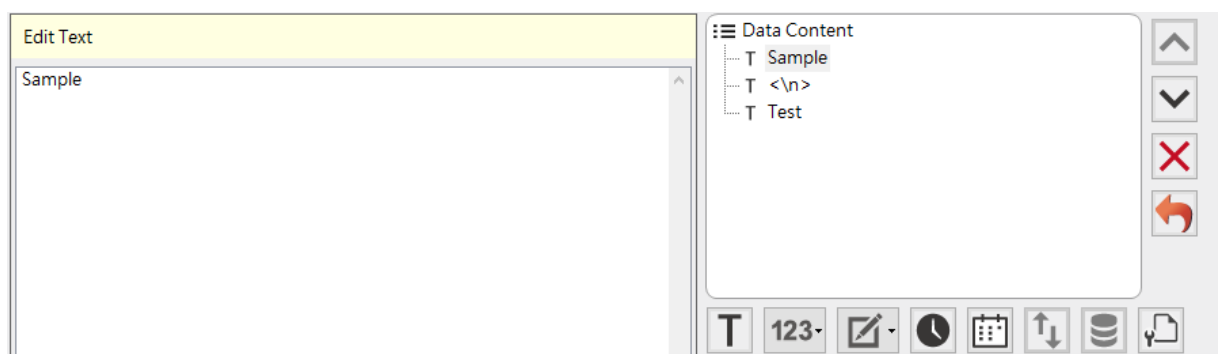 Edit Text
Sample
Data Content
T Sample
T <\n>
T Test
T 123